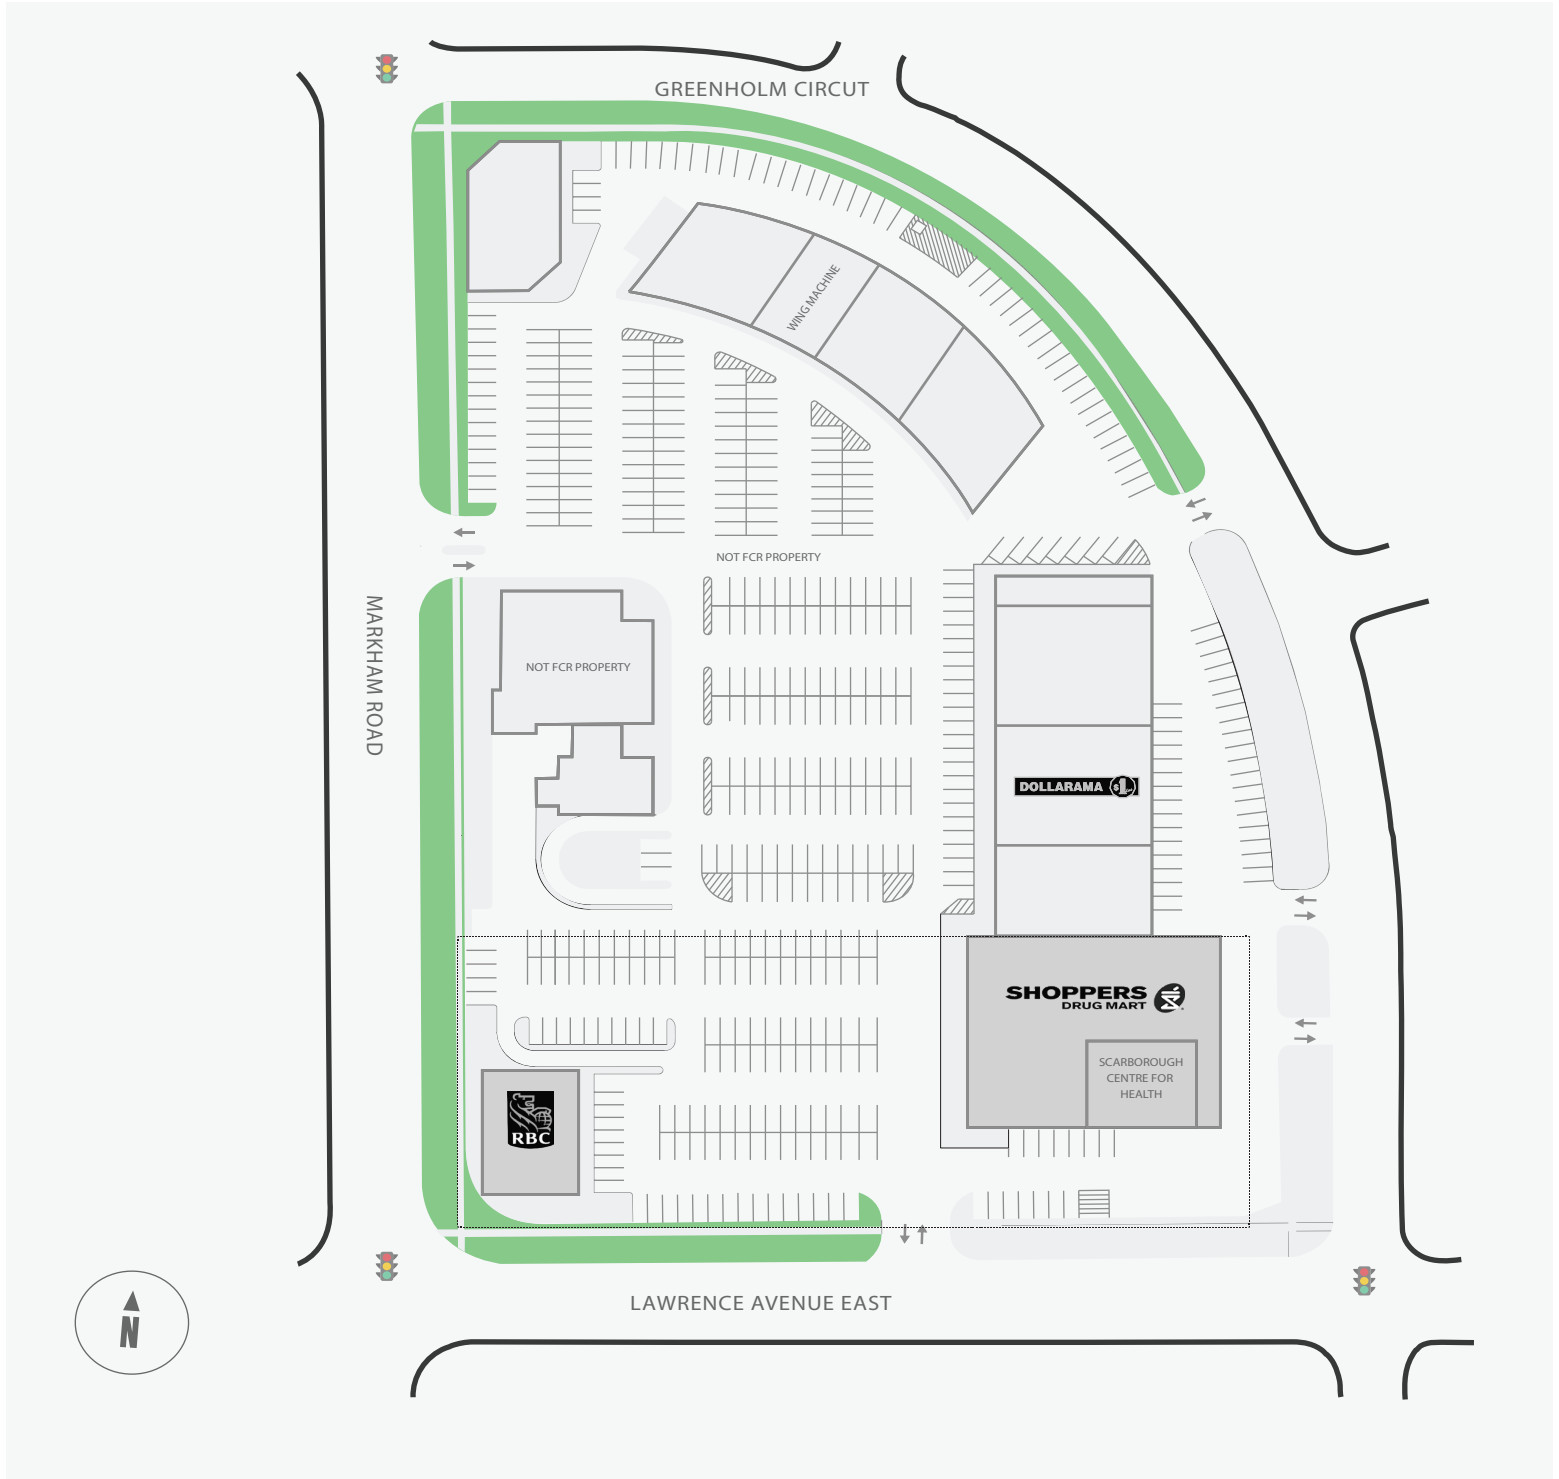 GREENHOLM CIRCUT
WING MACHINE
NOT FCR PROPERTY
MARKHAM ROAD
NOT FCR PROPERTY
DOLLARAMA $1
SHOPPERS
DRUG MART
SCARBOROUGH
CENTRE FOR
HEALTH
RBC
LAWRENCE AVENUE EAST
N